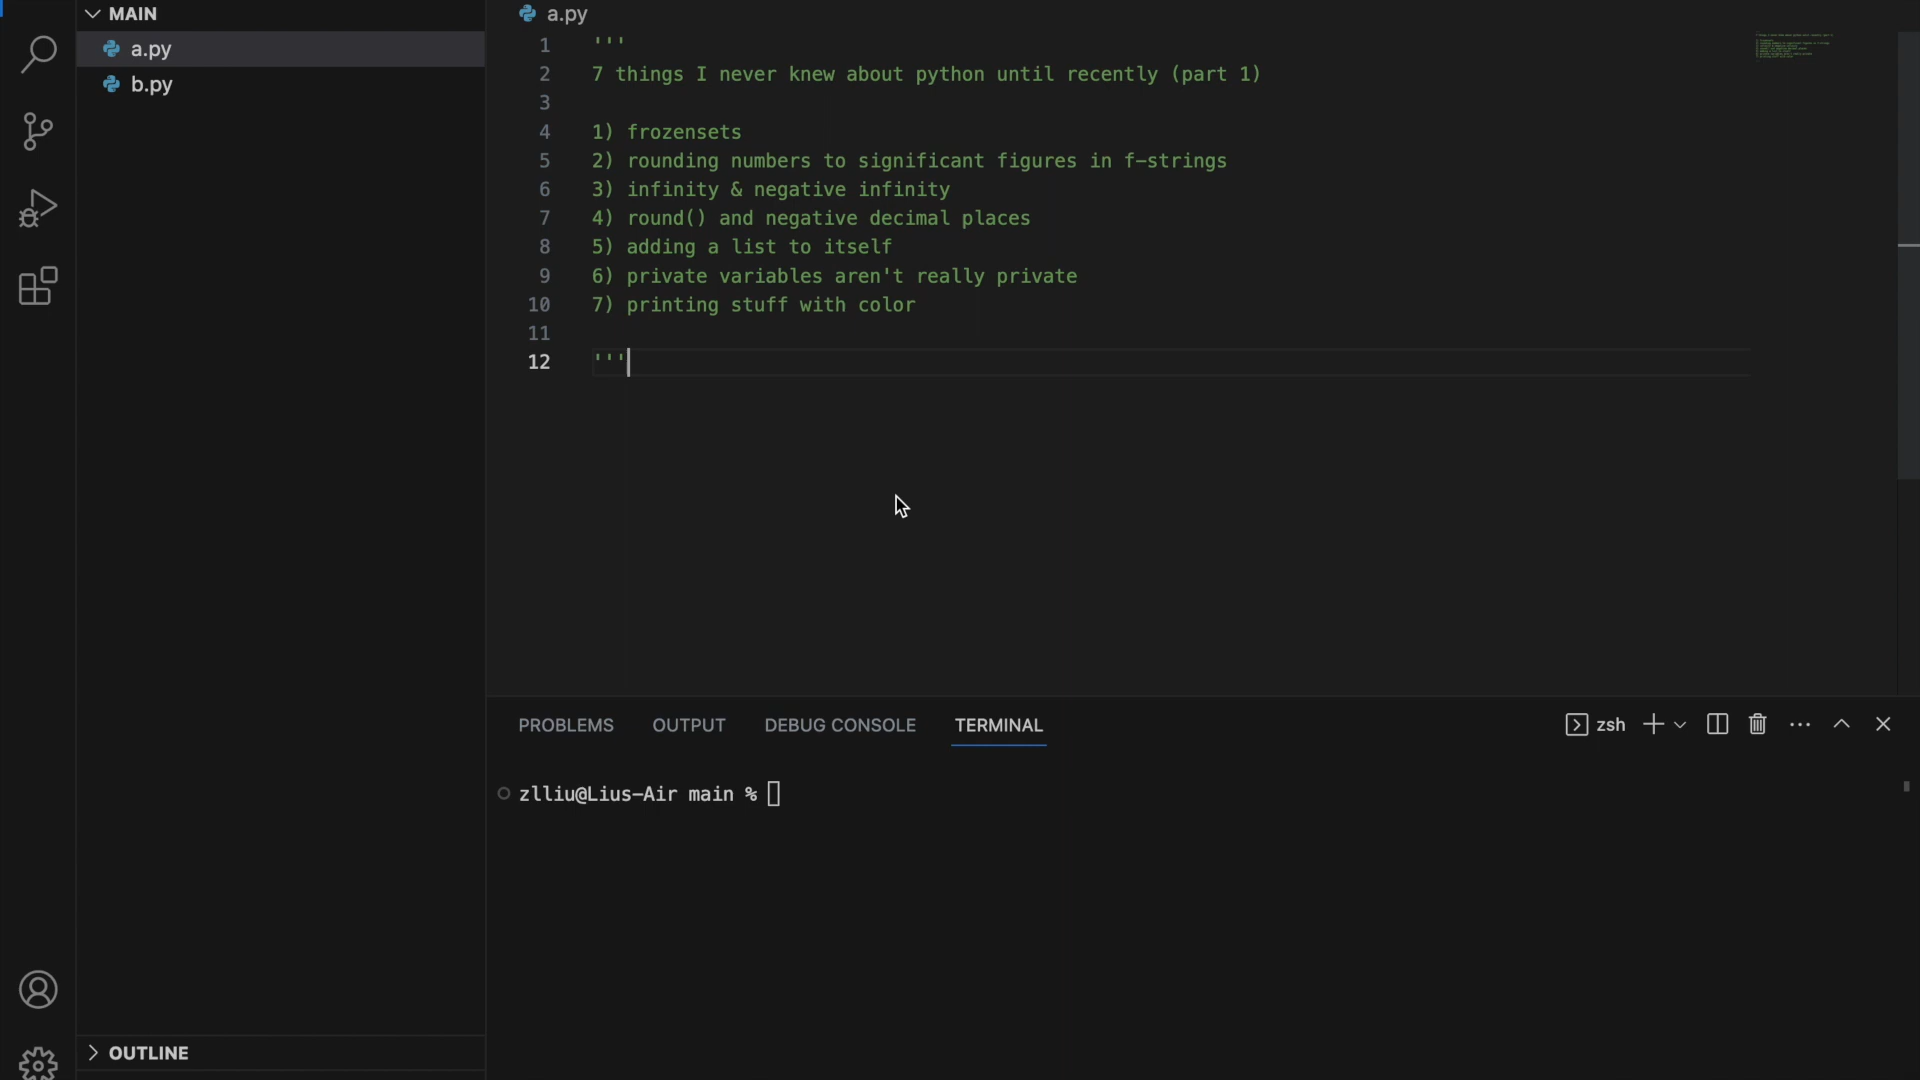 MAIN
a.py
b.py
a.py
1 '''
2 7 things I never knew about python until recently (part 1)
3
4 1) frozensets
5 2) rounding numbers to significant figures in f-strings
6 3) infinity & negative infinity
7 4) round() and negative decimal places
8 5) adding a list to itself
9 6) private variables aren't really private
10 7) printing stuff with color
11
12 '''
PROBLEMS OUTPUT DEBUG CONSOLE TERMINAL zsh
zlliu@Lius-Air main %
OUTLINE